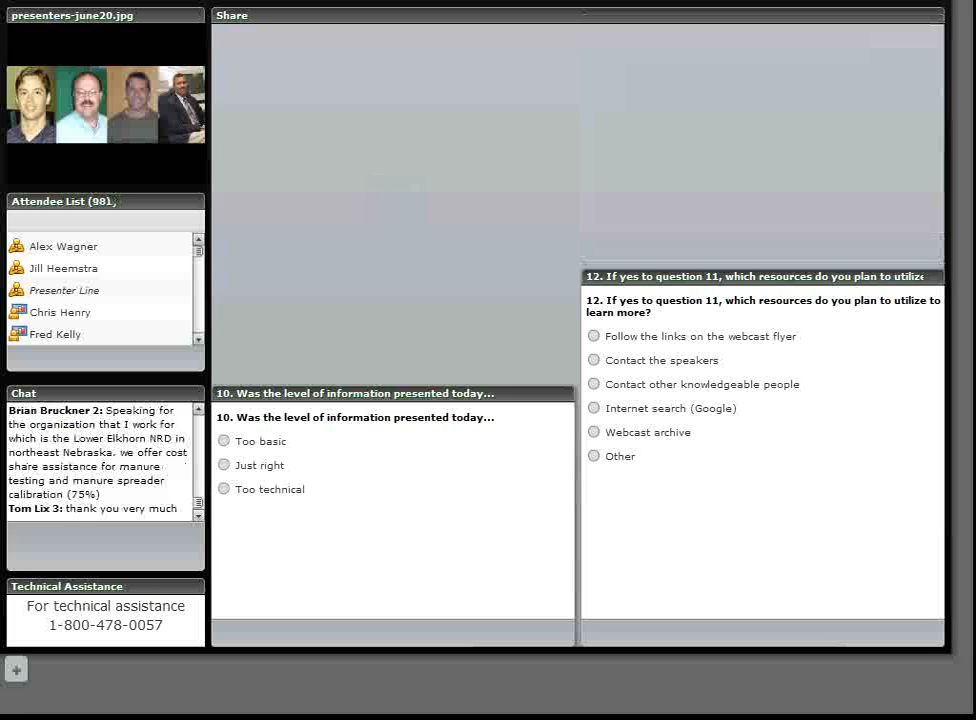 presenters-june20.jpg
Share
Attendee List (98)
Alex Wagner
Jill Heemstra
Presenter Line
Chris Henry
Fred Kelly
Chat
Brian Bruckner 2: Speaking for
the organization that I work for
which is the Lower Elkhorn NRD in
northeast Nebraska, we offer cost
share assistance for manure
testing and manure spreader
calibration (75%)
Tom Lix 3: thank you very much
Technical Assistance
For technical assistance
1-800-478-0057
10. Was the level of information presented today...
10. Was the level of information presented today...
Too basic
Just right
Too technical
12. If yes to question 11, which resources do you plan to utilize
12. If yes to question 11, which resources do you plan to utilize to
learn more?
Follow the links on the webcast flyer
Contact the speakers
Contact other knowledgeable people
Internet search (Google)
Webcast archive
Other